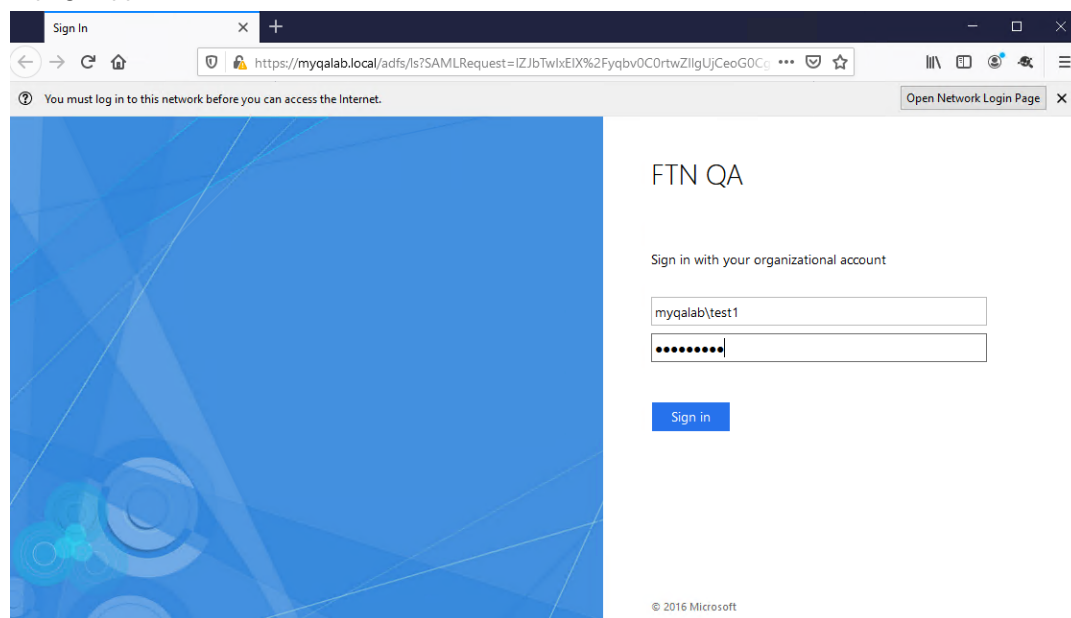 Sign In
https://myqalab.local/adfs/ls?SAMLRequest=
You must log in to this network before you can access the Internet.
Open Network Login Page
FTN QA
Sign in with your organizational account
myqalab\test1
•••••••••
Sign in
© 2016 Microsoft